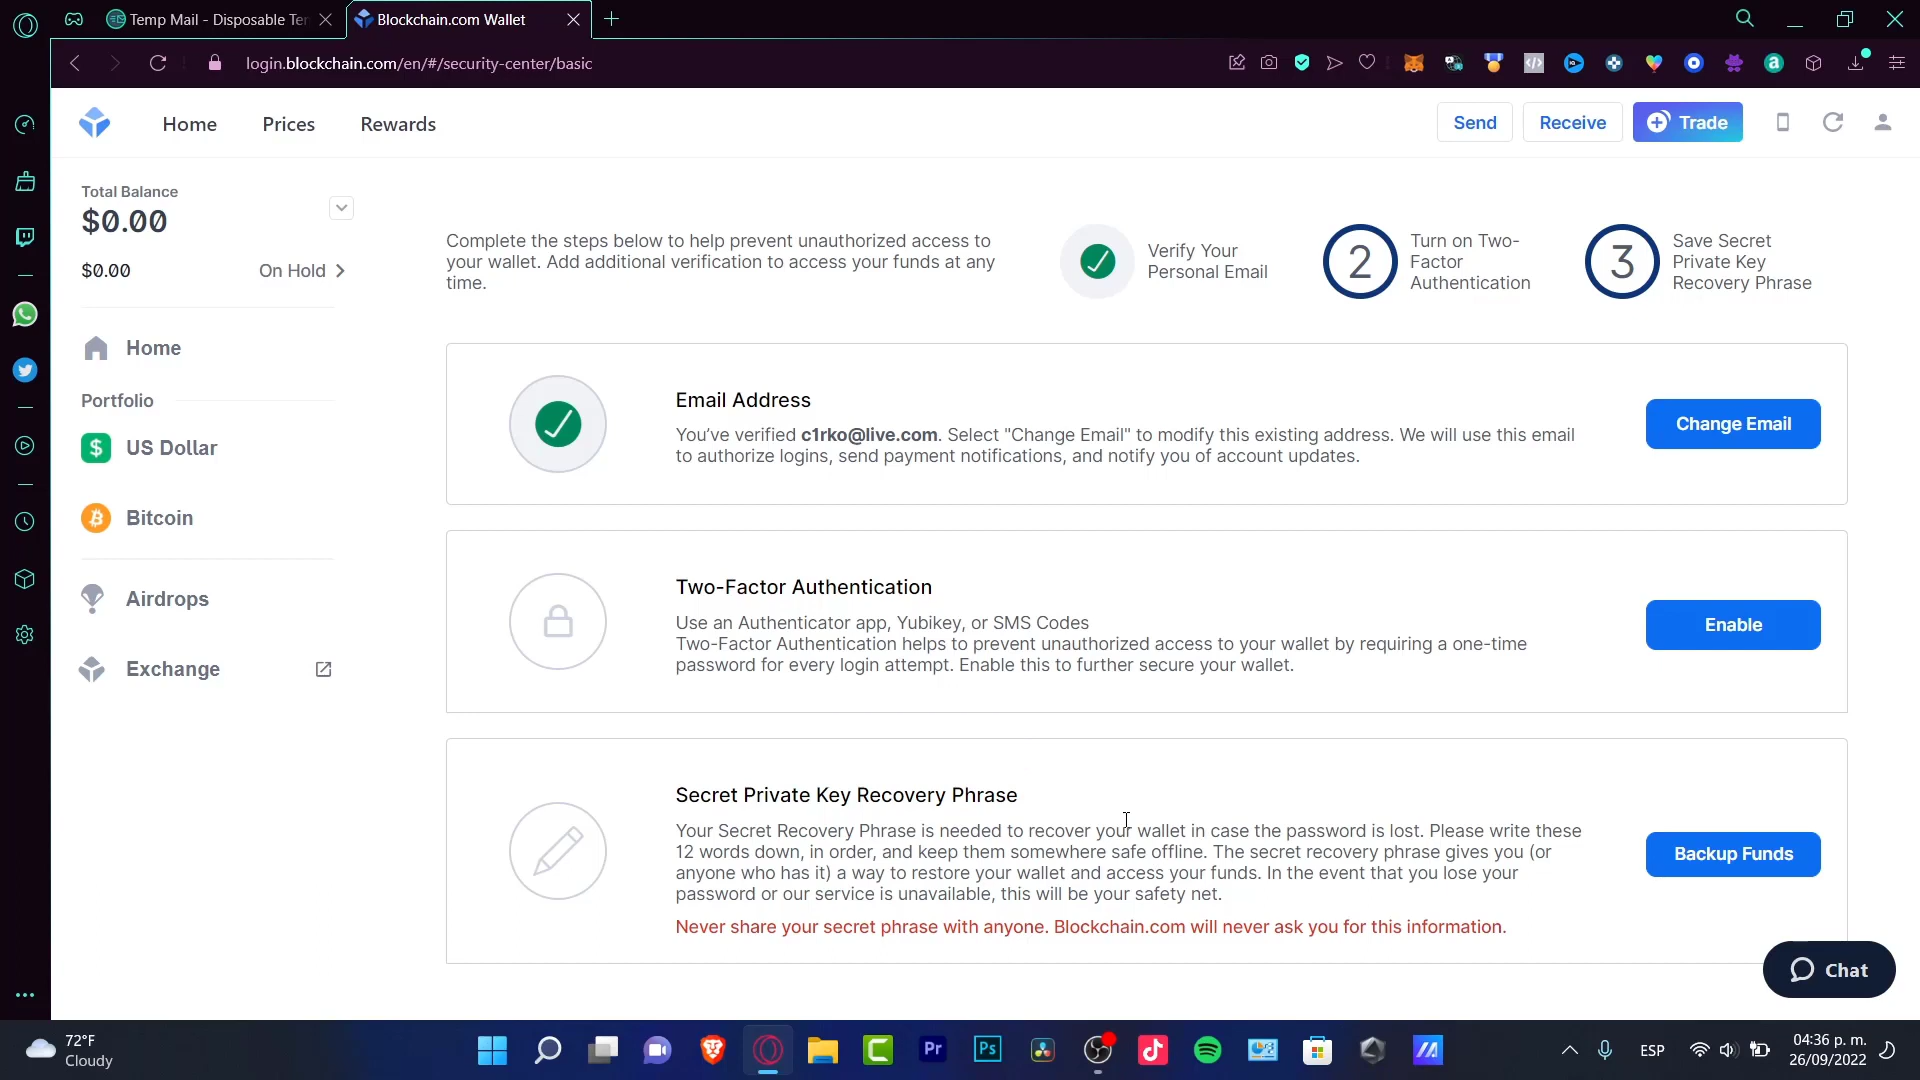 Temp Mail - Disposable Te
Blockchain.com Wallet
login.blockchain.com/en/#/security-center/basic
Home
Prices
Rewards
Send
Receive
Trade
Total Balance
$0.00
$0.00
On Hold
Home
Portfolio
US Dollar
Bitcoin
Airdrops
Exchange
Complete the steps below to help prevent unauthorized access to
your wallet. Add additional verification to access your funds at any
time.
Verify Your
Personal Email
2
Turn on Two-
Factor
Authentication
3
Save Secret
Private Key
Recovery Phrase
Email Address
You've verified c1rko@live.com. Select "Change Email" to modify this existing address. We will use this email
to authorize logins, send payment notifications, and notify you of account updates.
Change Email
Two-Factor Authentication
Use an Authenticator app, Yubikey, or SMS Codes
Two-Factor Authentication helps to prevent unauthorized access to your wallet by requiring a one-time
password for every login attempt. Enable this to further secure your wallet.
Enable
Secret Private Key Recovery Phrase
Your Secret Recovery Phrase is needed to recover your wallet in case the password is lost. Please write these
12 words down, in order, and keep them somewhere safe offline. The secret recovery phrase gives you (or
anyone who has it) a way to restore your wallet and access your funds. In the event that you lose your
password or our service is unavailable, this will be your safety net.
Never share your secret phrase with anyone. Blockchain.com will never ask you for this information.
Backup Funds
Chat
72°F
Cloudy
Pr
Ps
ESP
04:36 p. m.
26/09/2022